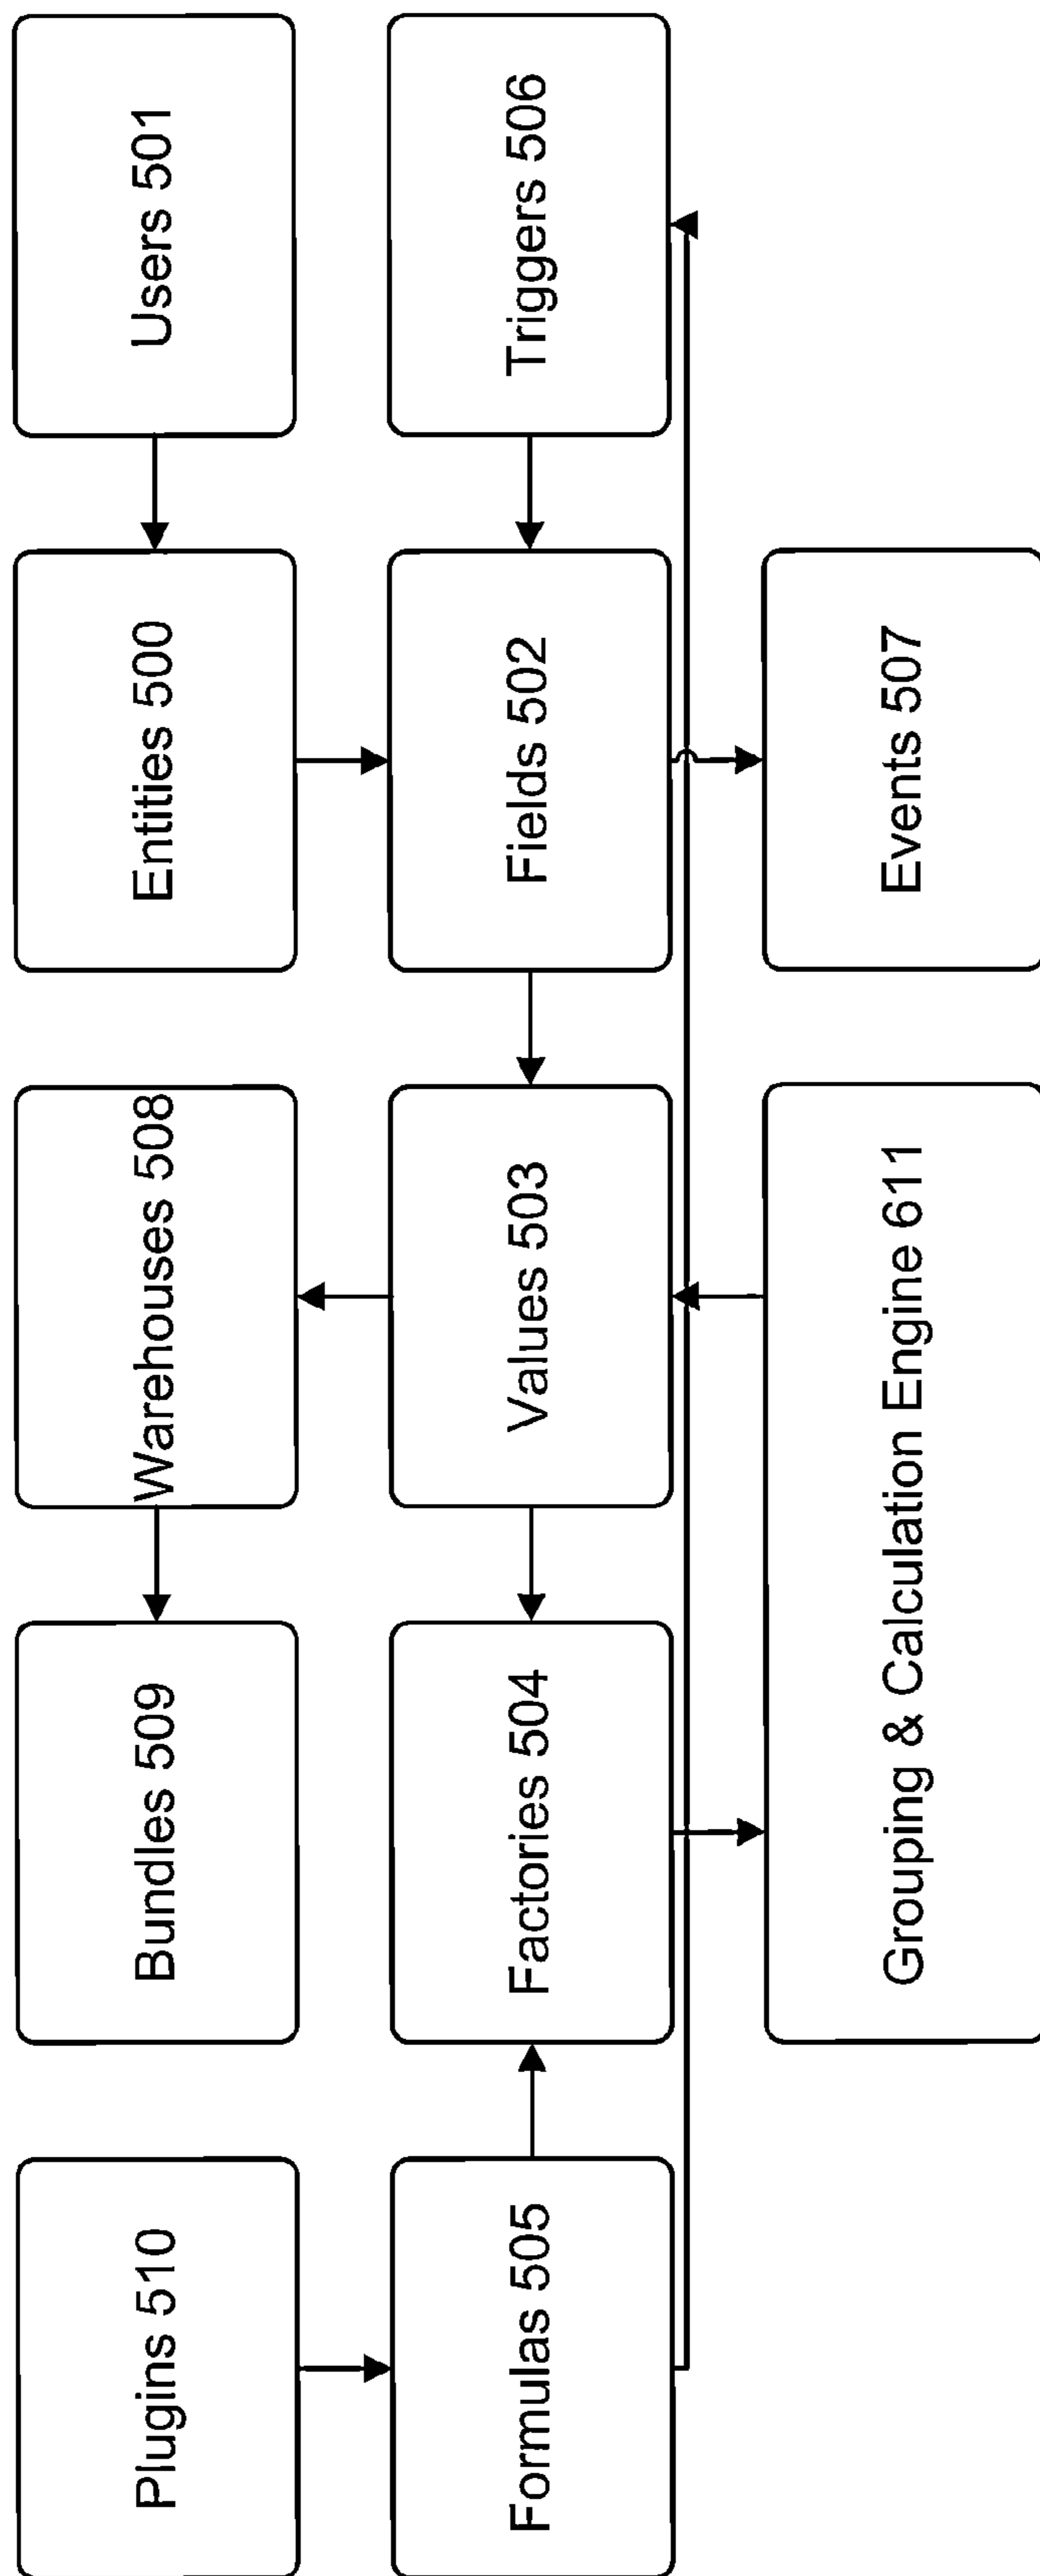 Plugins 510
Bundles 509
Warehouses 508
Entities 500
Users 501
Formulas 505
Factories 504
Values 503
Fields 502
Triggers 506
Grouping & Calculation Engine 611
Events 507